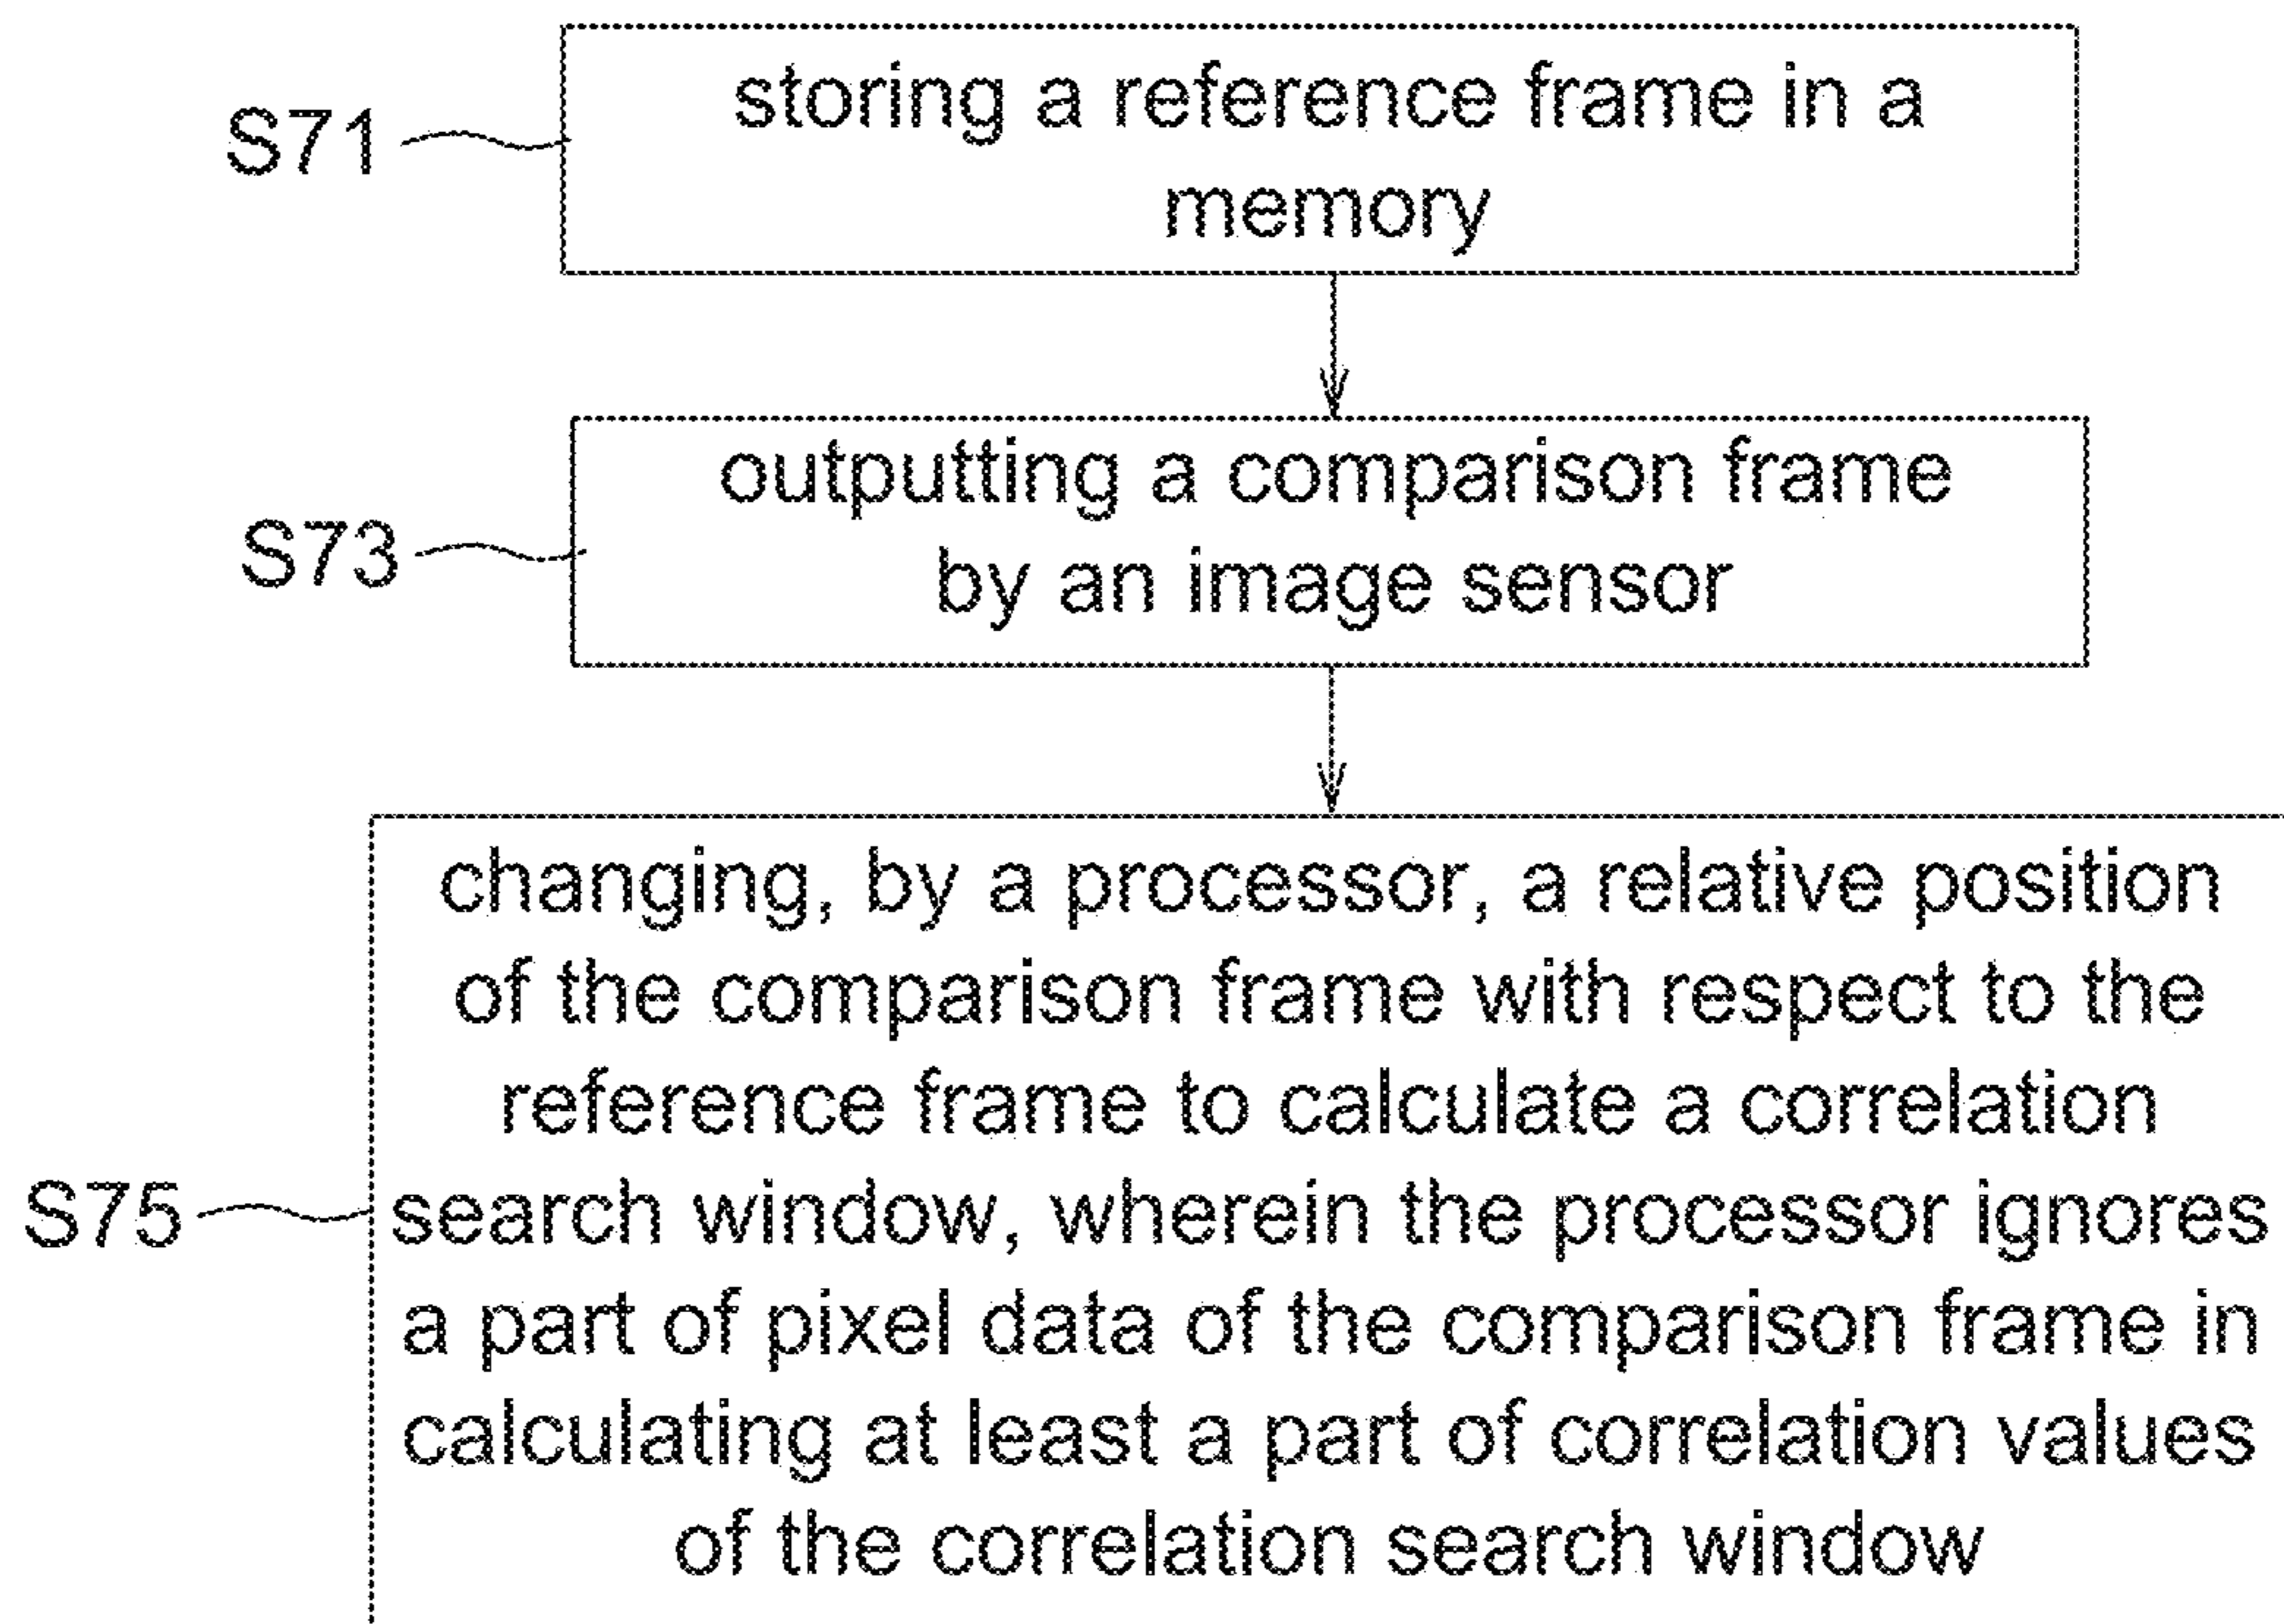 S71
storing a reference frame in a
memory
S73
outputting a comparison frame
by an image sensor
S75
changing, by a processor, a relative position
of the comparison frame with respect to the
reference frame to calculate a correlation
search window, wherein the processor ignores
a part of pixel data of the comparison frame in
calculating at least a part of correlation values
of the correlation search window